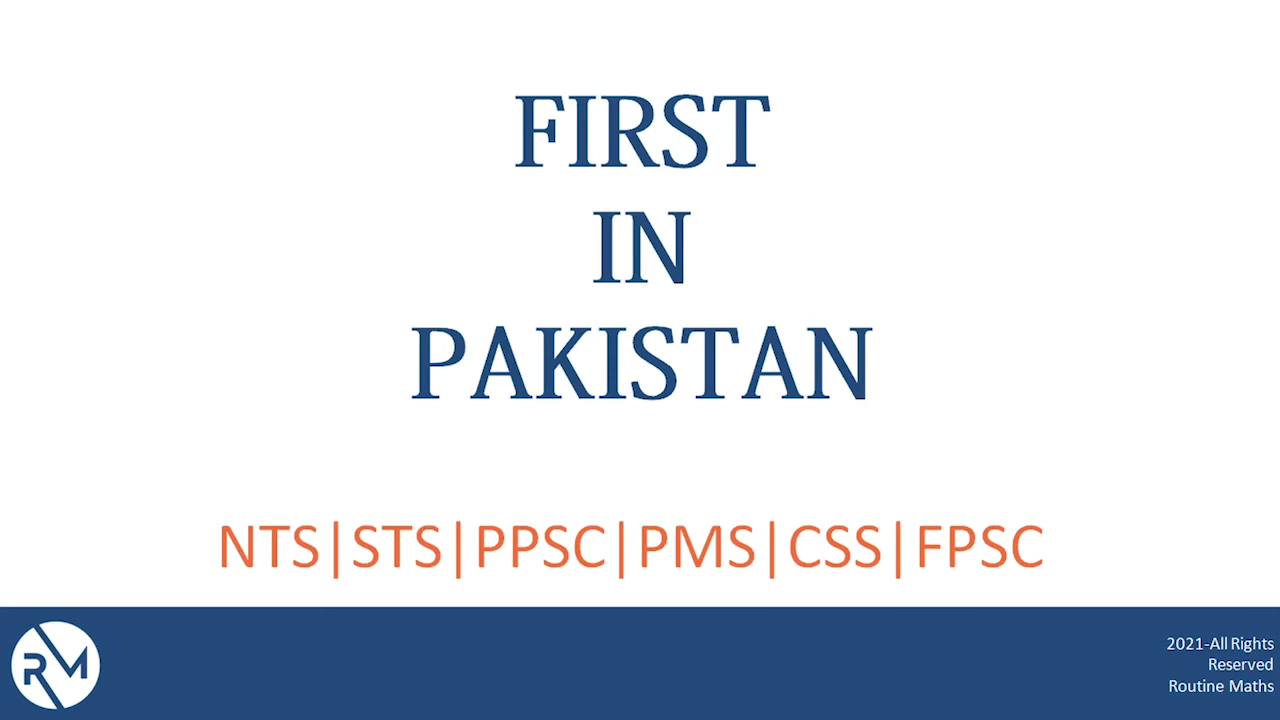 FIRST
IN
PAKISTAN
NTS|STS|PPSC|PMS|CSS|FPSC
RM
2021-All Rights
Reserved
Routine Maths